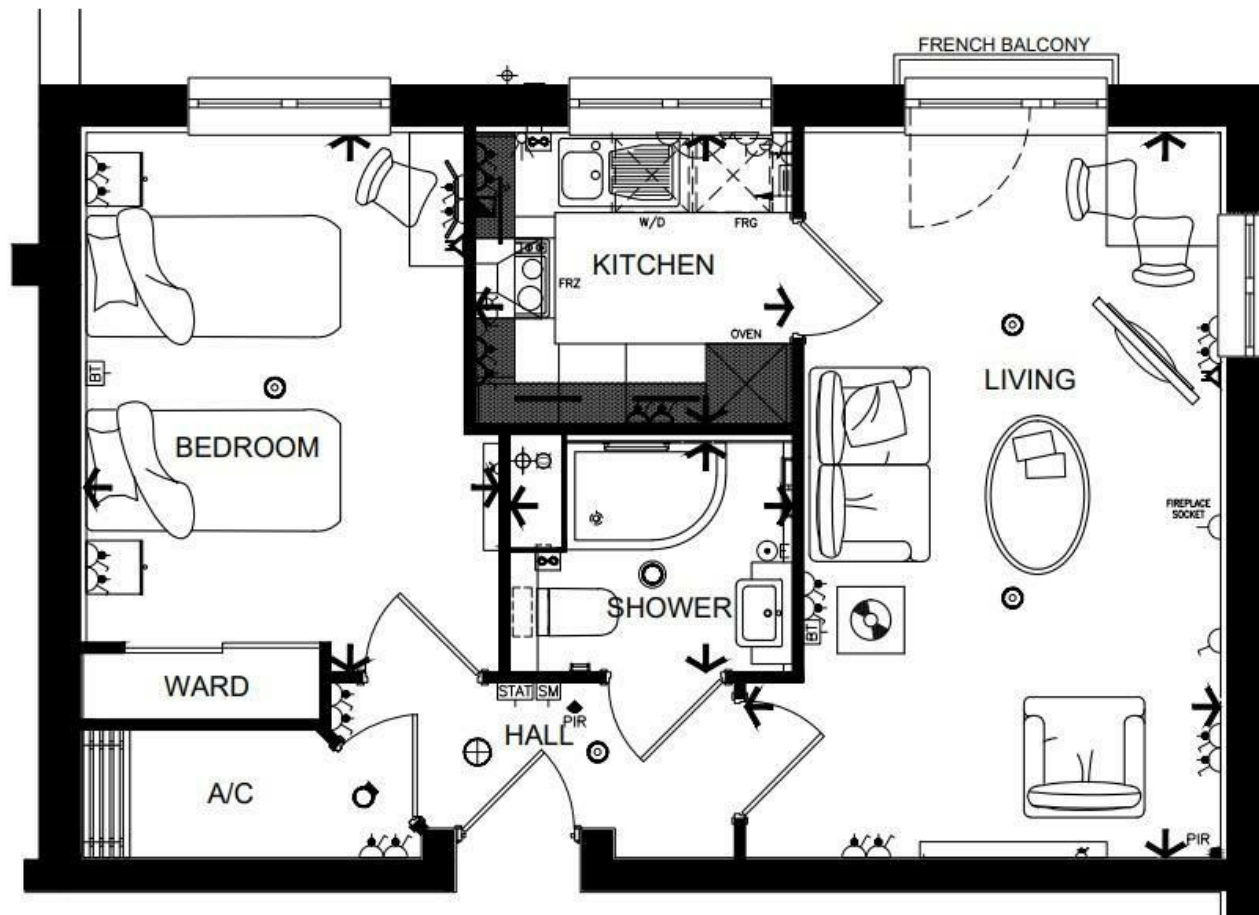 FRENCH BALCONY
W/D
FRG
KITCHEN
FRZ
OVEN
LIVING
BT
BEDROOM
FIREPLACE
SOCKET
E
SHOWER
BT
WARD
STAT
SM
PIR
HALL
A/C
PIR